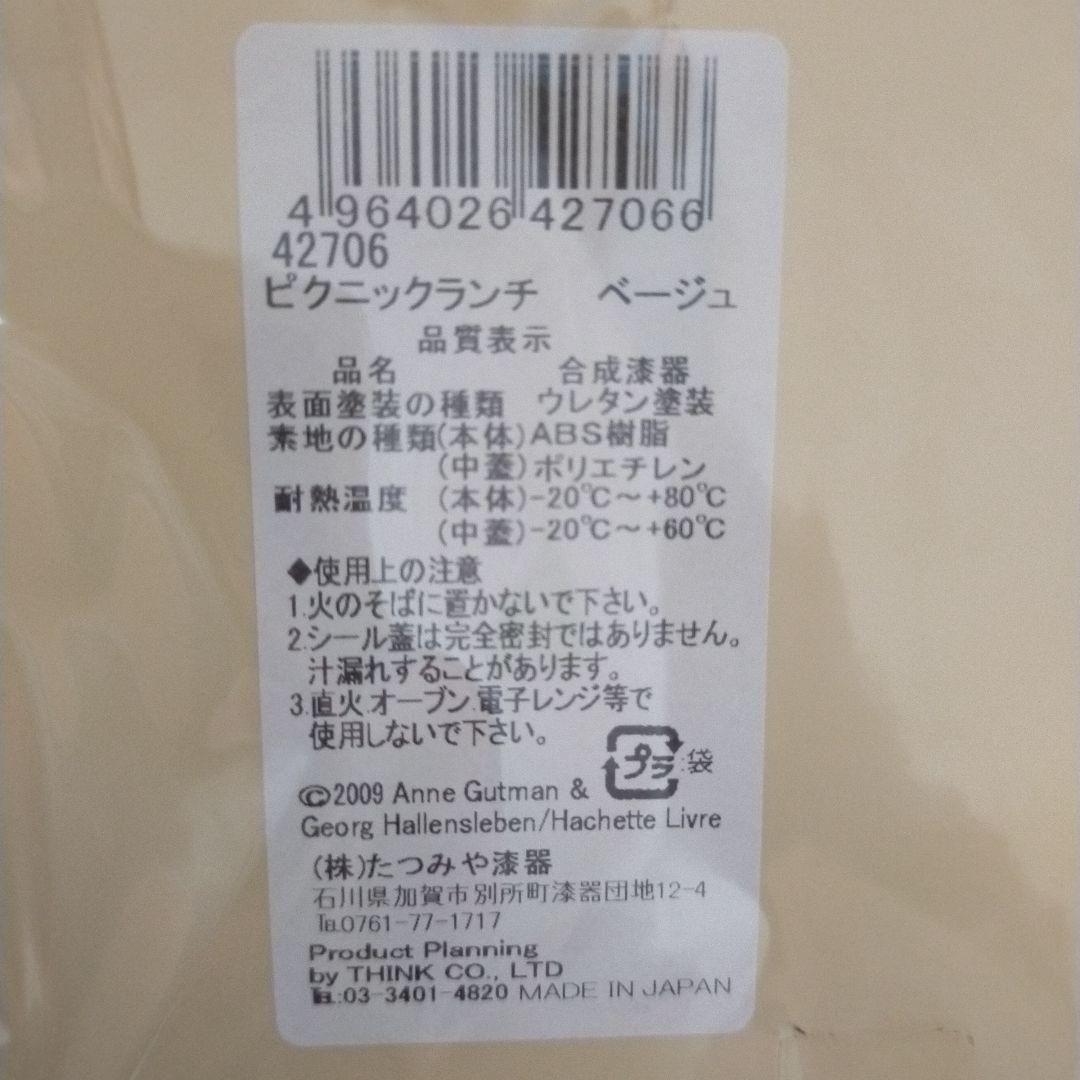 4 964026 427066
42706
ピクニックランチ ベージュ
品質表示
品名 合成漆器
表面塗装の種類 ウレタン塗装
素地の種類(本体)ABS樹脂
(中蓋)ポリエチレン
耐熱温度 (本体)-20℃～+80℃
(中蓋)-20℃～+60℃
◆使用上の注意
1.火のそばに置かないで下さい。
2.シール蓋は完全密封ではありません。
汁漏れすることがあります。
3.直火.オーブン.電子レンジ等で
使用しないで下さい。
プラ :袋
©2009 Anne Gutman &
Georg Hallensleben/Hachette Livre
(株)たつみや漆器
石川県加賀市別所町漆器団地12-4
℡0761-77-1717
Product Planning
by THINK CO., LTD
℡:03-3401-4820 MADE IN JAPAN